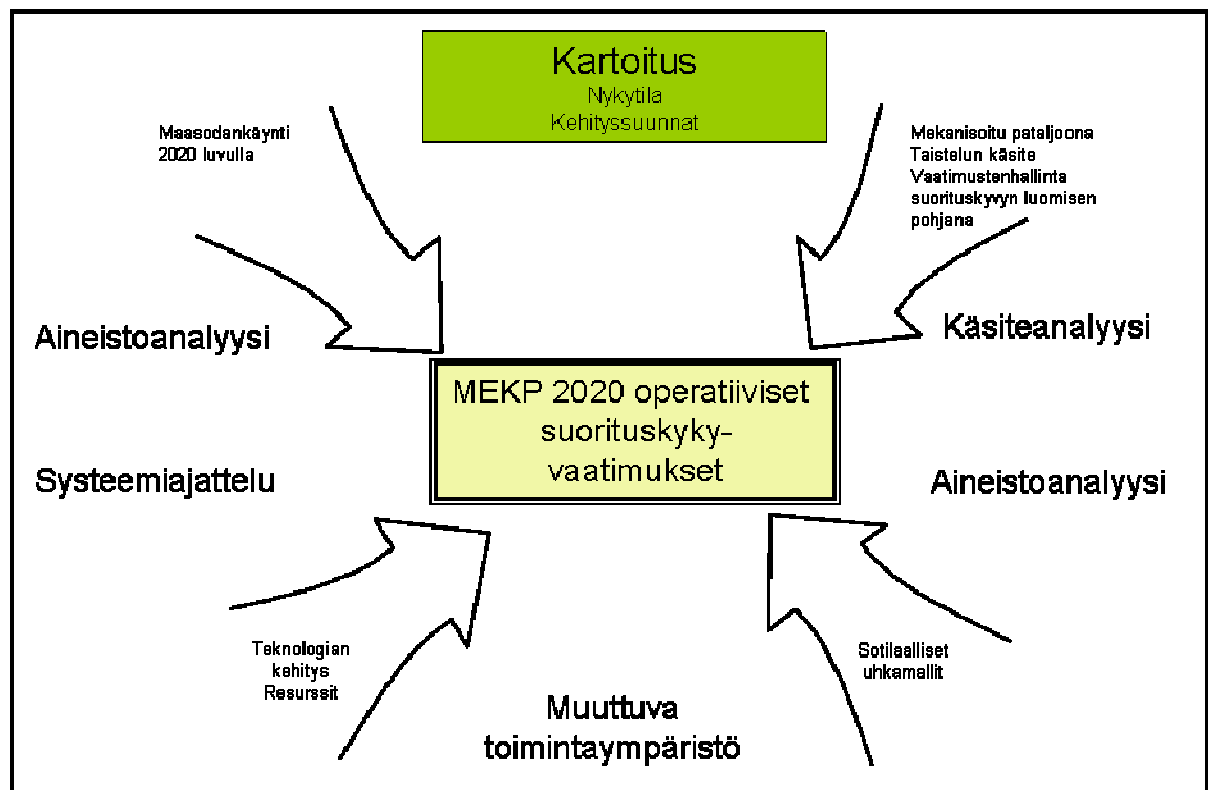 Kartoitus
Nykytila
Kehityssuunnat
Maasodankäynti
2020 luvulla
Mekanisoitu pataljoona
Taistelun käsite
Vaatimustenhallinta
suorituskyvyn luomisen
pohjana
Aineistoanalyysi
Käsiteanalyysi
MEKP 2020 operatiiviset
suorituskyky-
vaatimukset
Systeemiajattelu
Aineistoanalyysi
Teknologian
kehitys
Resurssit
Sotilaalliset
uhkamallit
Muuttuva
toimintaympäristö